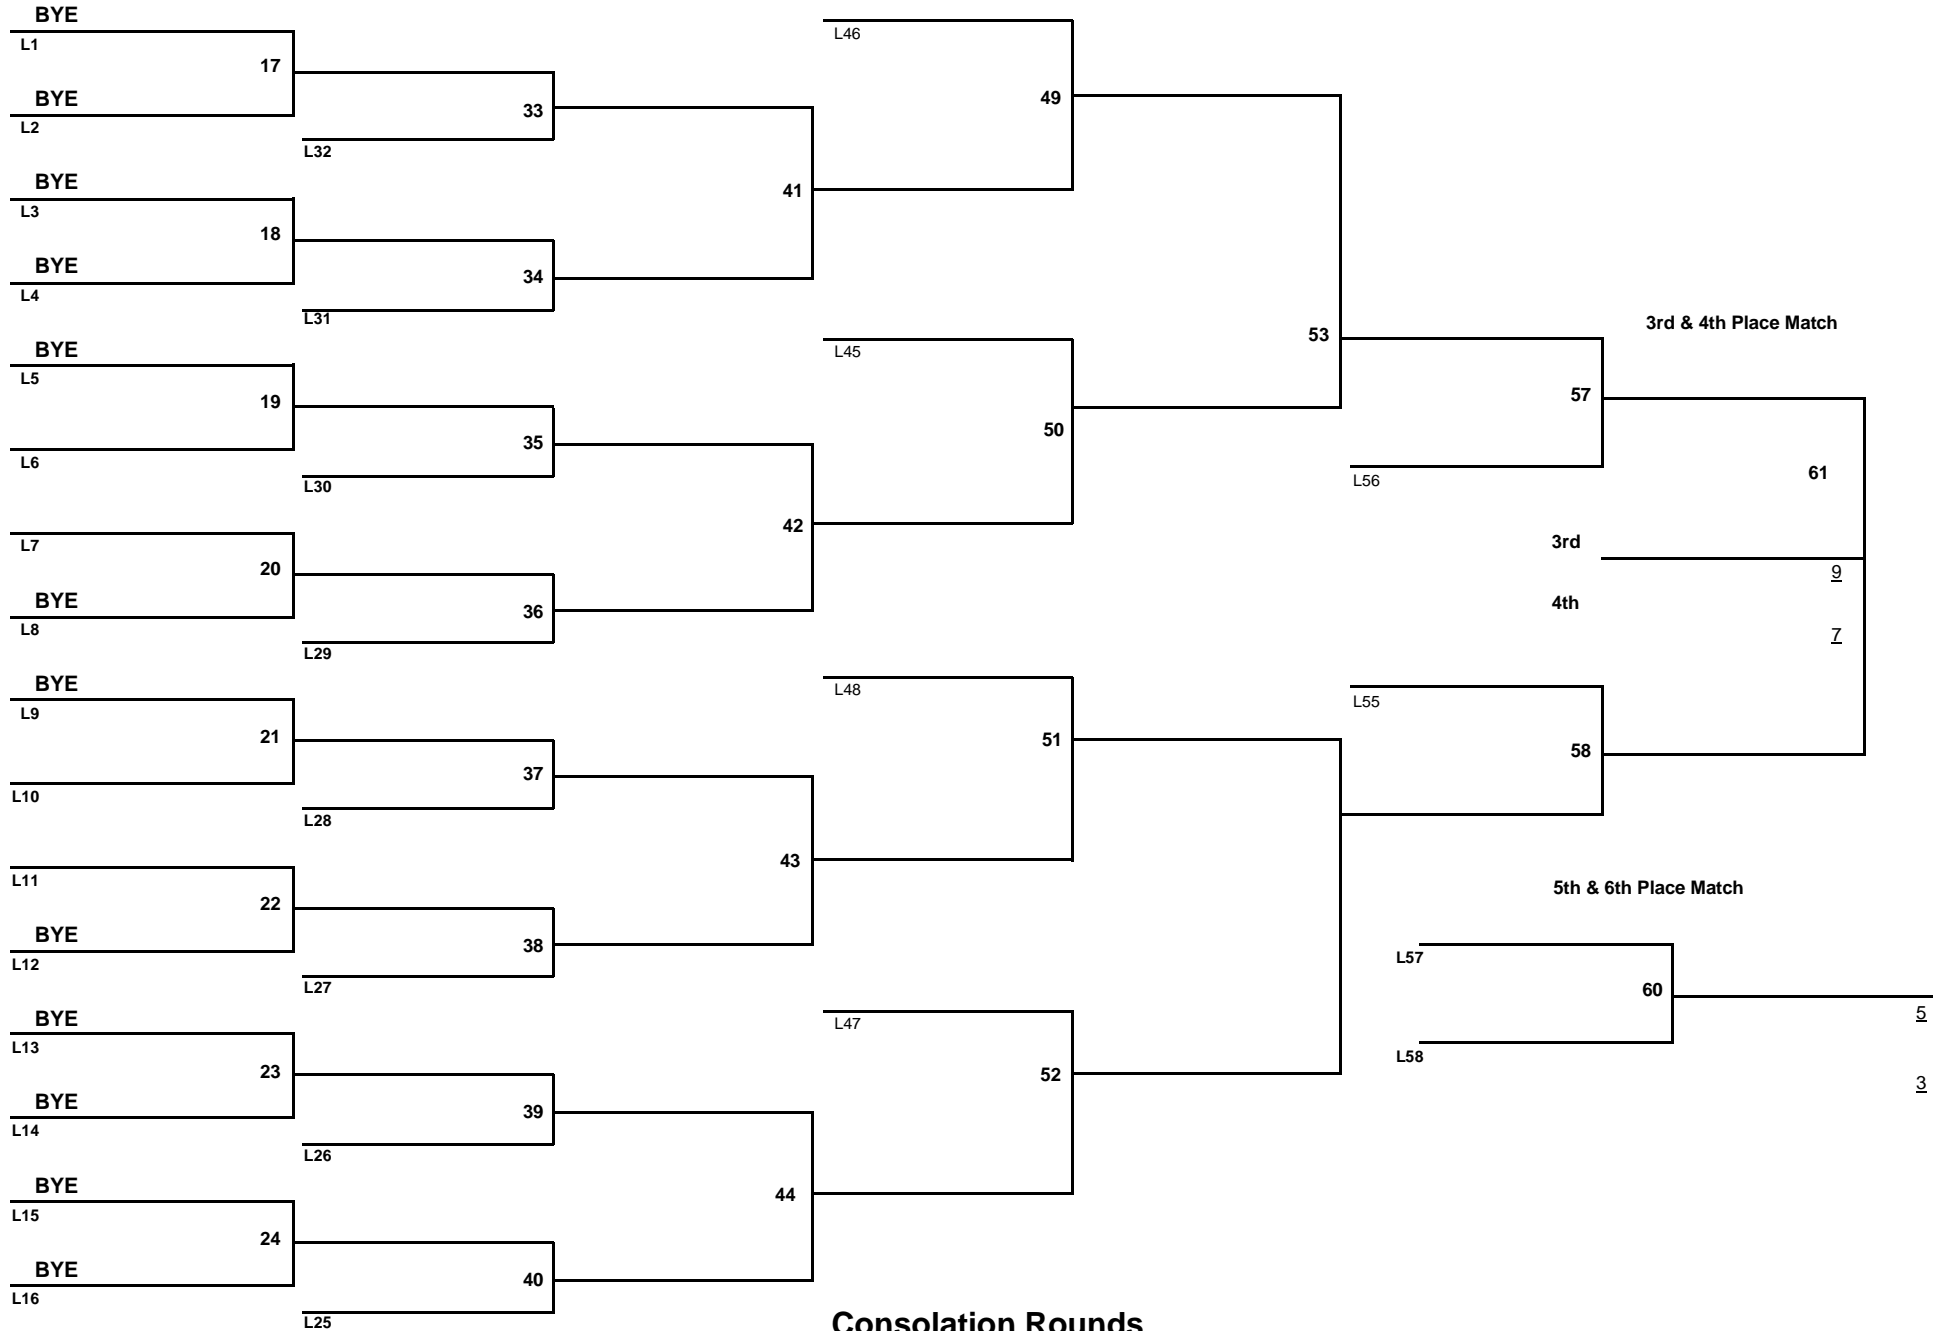 BYE
L1
17
BYE
L2
33
L32
BYE
L3
18
BYE
L4
34
L31
41
BYE
L5
19
L6
35
L30
L7
20
BYE
L8
36
L29
42
BYE
L9
21
L10
37
L28
L11
22
BYE
L12
38
L27
43
BYE
L13
23
BYE
L14
39
L26
BYE
L15
24
BYE
L16
40
L25
44
L46
49
L45
50
53
L48
51
L47
52
3rd & 4th Place Match
57
L56
61
3rd
9
4th
7
L55
58
5th & 6th Place Match
L57
60
5
L58
3
Consolation Rounds